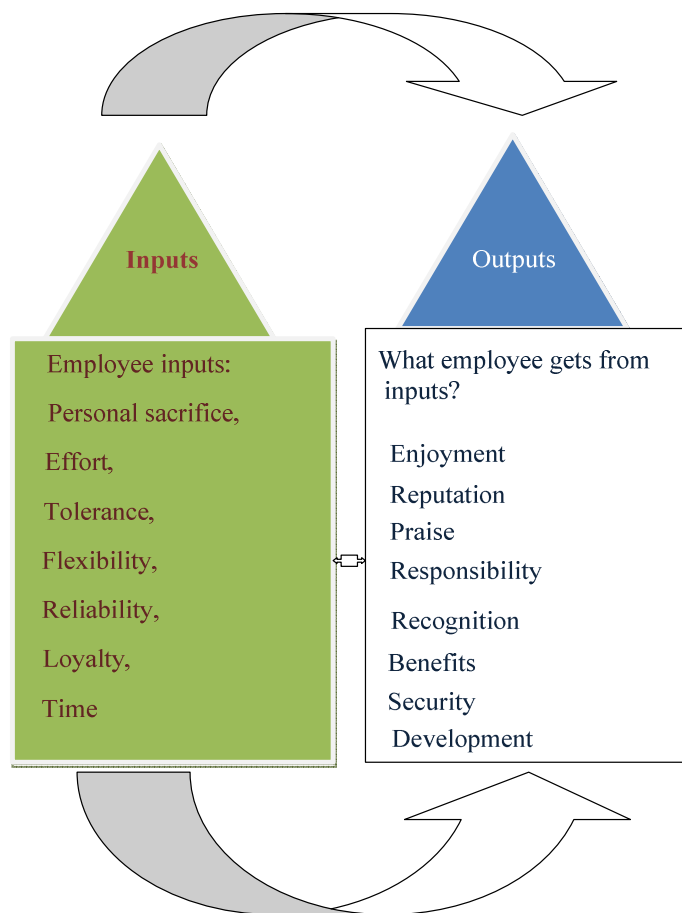 Inputs
Employee inputs:
Personal sacrifice,
Effort,
Tolerance,
Flexibility,
Reliability,
Loyalty,
Time
Outputs
What employee gets from
inputs?
Enjoyment
Reputation
Praise
Responsibility
Recognition
Benefits
Security
Development